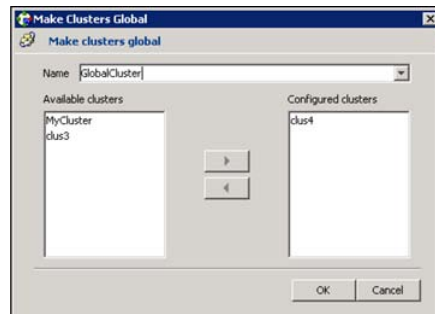 Make Clusters Global
Make clusters global
Name GlobalCluster
Available clusters
MyCluster
clus3
Configured clusters
clus4
OK Cancel